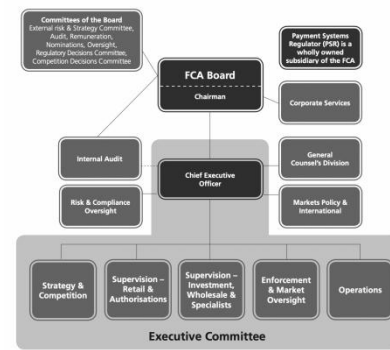 Committees of the Board
External risk & Strategy Committee,
Audit, Remuneration,
Nominations, Oversight,
Regulatory Decisions Committee,
Competition Decisions Committee
Payment Systems
Regulator (PSR) is a
wholly owned
subsidiary of the FCA
FCA Board
Chairman
Corporate Services
Internal Audit
Chief Executive
Officer
General
Counsel's Division
Risk & Compliance
Oversight
Markets Policy &
International
Strategy
& Competition
Supervision –
Retail &
Authorisations
Supervision –
Investment,
Wholesale &
Specialists
Enforcement
& Market
Oversight
Operations
Executive Committee